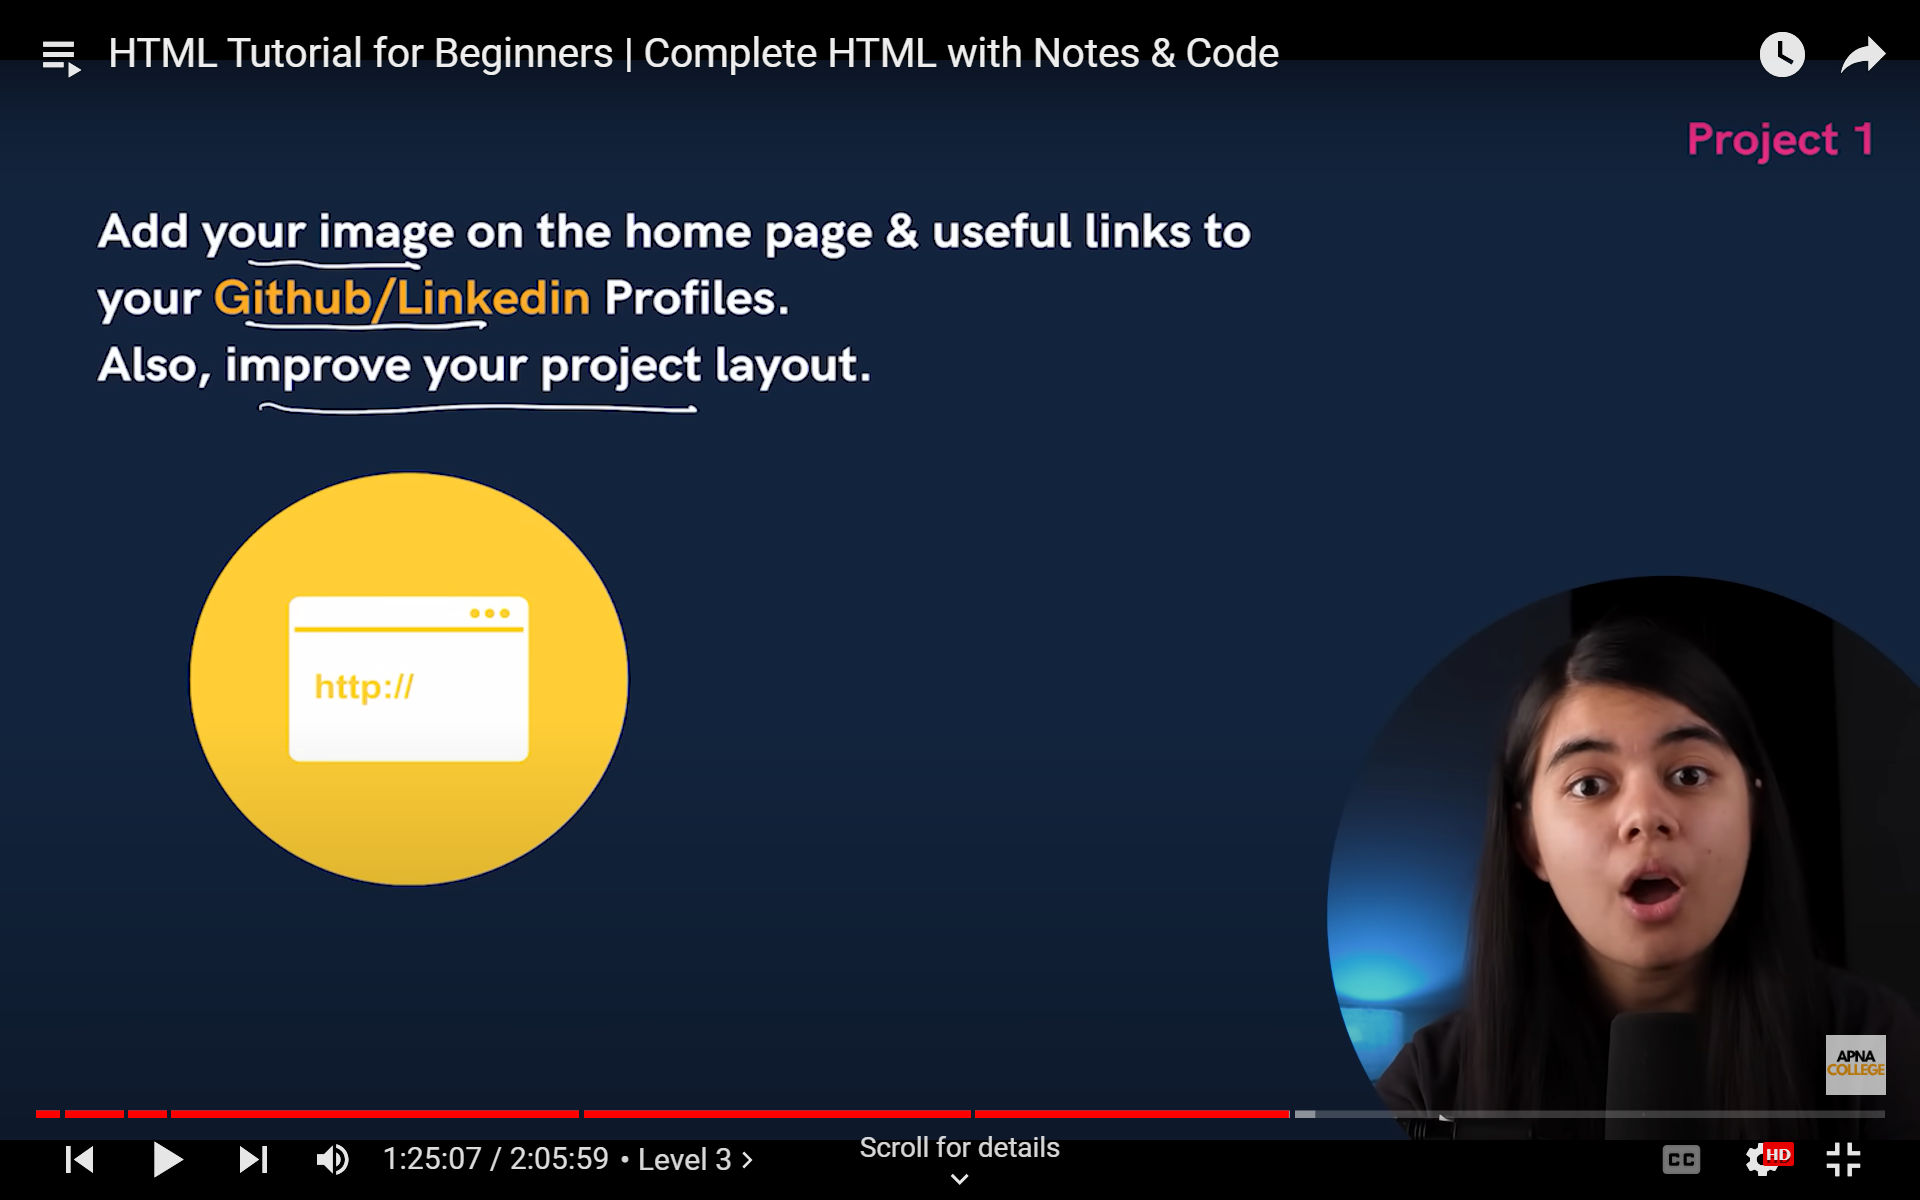 HTML Tutorial for Beginners | Complete HTML with Notes & Code
Project 1
Add your image on the home page & useful links to
your Github/Linkedin Profiles.
Also, improve your project layout.
http://
APNA
COLLEGE
1:25:07 / 2:05:59 • Level 3 >
Scroll for details
CC
HD